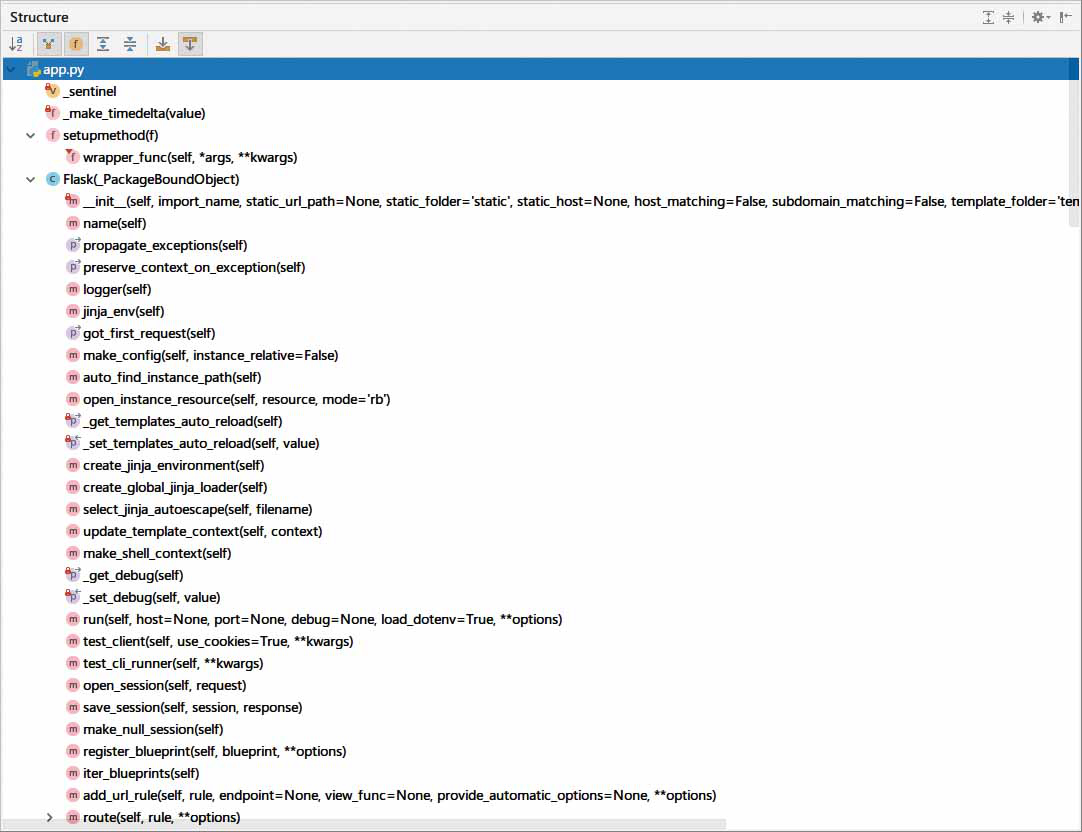 Structure
app.py
_sentinel
_make_timedelta(value)
setupmethod(f)
wrapper_func(self, *args, **kwargs)
Flask(_PackageBoundObject)
__init__(self, import_name, static_url_path=None, static_folder='static', static_host=None, host_matching=False, subdomain_matching=False, template_folder='tem
name(self)
propagate_exceptions(self)
preserve_context_on_exception(self)
logger(self)
jinja_env(self)
got_first_request(self)
make_config(self, instance_relative=False)
auto_find_instance_path(self)
open_instance_resource(self, resource, mode='rb')
_get_templates_auto_reload(self)
_set_templates_auto_reload(self, value)
create_jinja_environment(self)
create_global_jinja_loader(self)
select_jinja_autoescape(self, filename)
update_template_context(self, context)
make_shell_context(self)
_get_debug(self)
_set_debug(self, value)
run(self, host=None, port=None, debug=None, load_dotenv=True, **options)
test_client(self, use_cookies=True, **kwargs)
test_cli_runner(self, **kwargs)
open_session(self, request)
save_session(self, session, response)
make_null_session(self)
register_blueprint(self, blueprint, **options)
iter_blueprints(self)
add_url_rule(self, rule, endpoint=None, view_func=None, provide_automatic_options=None, **options)
route(self, rule, **options)